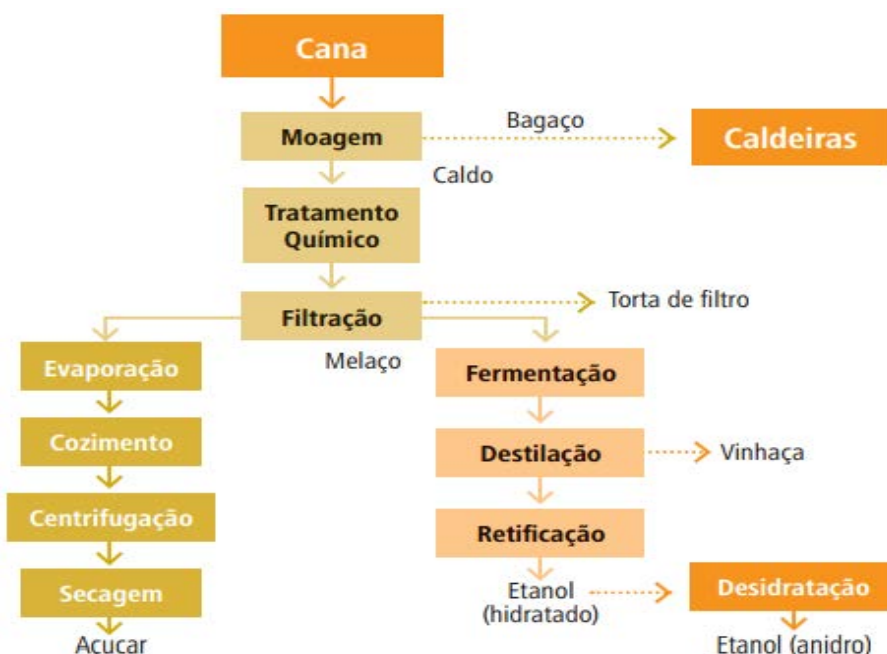 Cana
Moagem
Bagaço
Caldeiras
Caldo
Tratamento
Químico
Filtração
Torta de filtro
Melaço
Evaporação
Fermentação
Cozimento
Destilação
Vinhaça
Centrifugação
Retificação
Secagem
Etanol
(hidratado)
Desidratação
Açucar
Etanol (anidro)